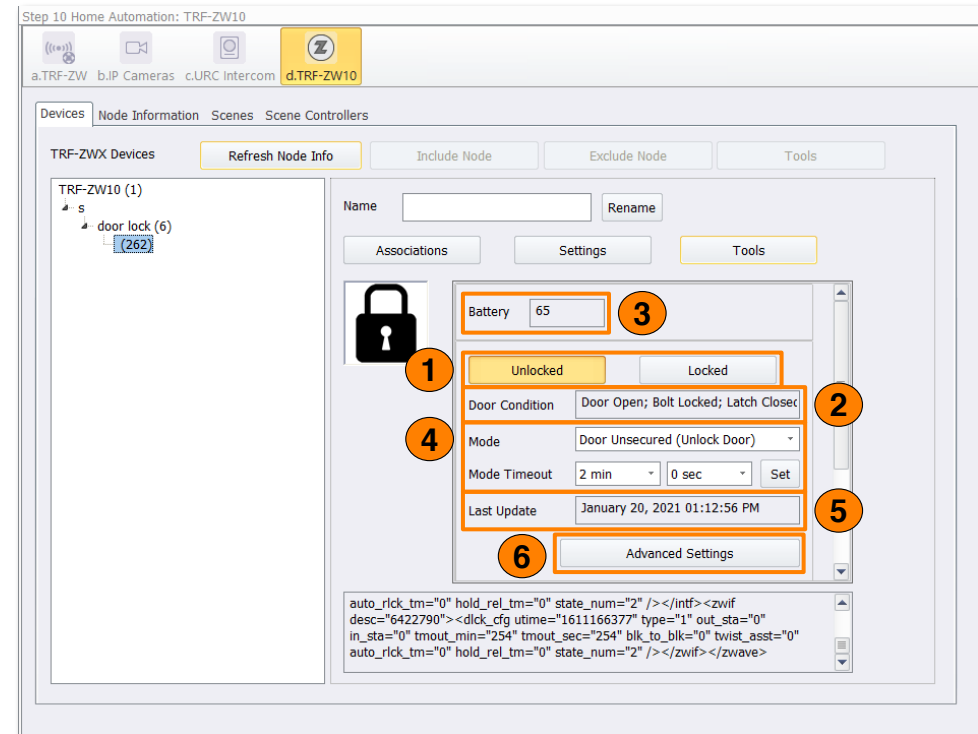 Step 10 Home Automation: TRF-ZW10
a.TRF-ZW b.IP Cameras c.URC Intercom d.TRF-ZW10
Devices Node Information Scenes Scene Controllers
TRF-ZWX Devices Refresh Node Info Include Node Exclude Node Tools
TRF-ZW10 (1)
s
door lock (6)
(262)
Name Rename
Associations Settings Tools
Battery 65 3
1 Unlocked Locked
Door Condition Door Open; Bolt Locked; Latch Closed 2
4 Mode Door Unsecured (Unlock Door)
Mode Timeout 2 min 0 sec Set
Last Update January 20, 2021 01:12:56 PM 5
6 Advanced Settings
auto_rlck_tm="0" hold_rel_tm="0" state_num="2" /></intf><zwif
desc="6422790"><dlck_cfg utime="1611166377" type="1" out_sta="0"
in_sta="0" tmout_min="254" tmout_sec="254" blk_to_blk="0" twist_asst="0"
auto_rlck_tm="0" hold_rel_tm="0" state_num="2" /></zwif></zwave>